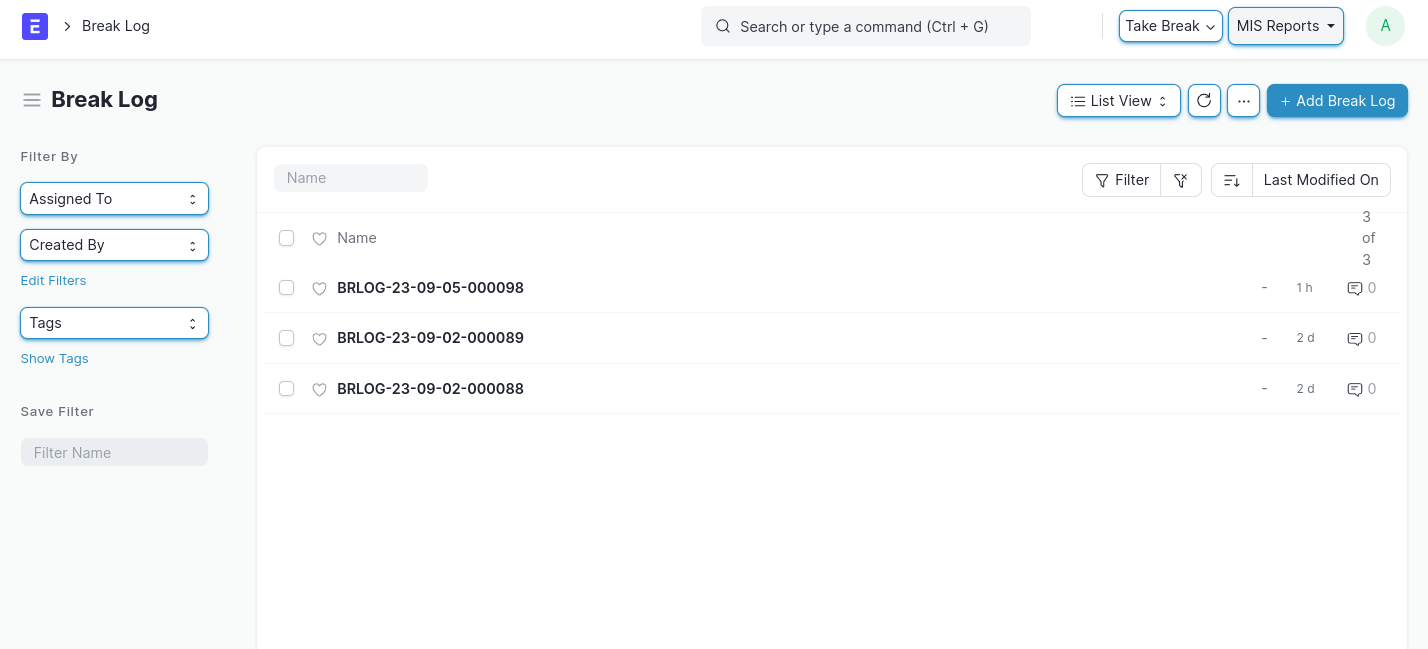 E
Break Log
Search or type a command (Ctrl + G)
Take Break
MIS Reports
A
Break Log
List View
...
+ Add Break Log
Filter By
Assigned To
Created By
Edit Filters
Tags
Show Tags
Save Filter
Filter Name
Name
Filter
Last Modified On
Name
3
of
3
BRLOG-23-09-05-000098 - 1 h 0
BRLOG-23-09-02-000089 - 2 d 0
BRLOG-23-09-02-000088 - 2 d 0